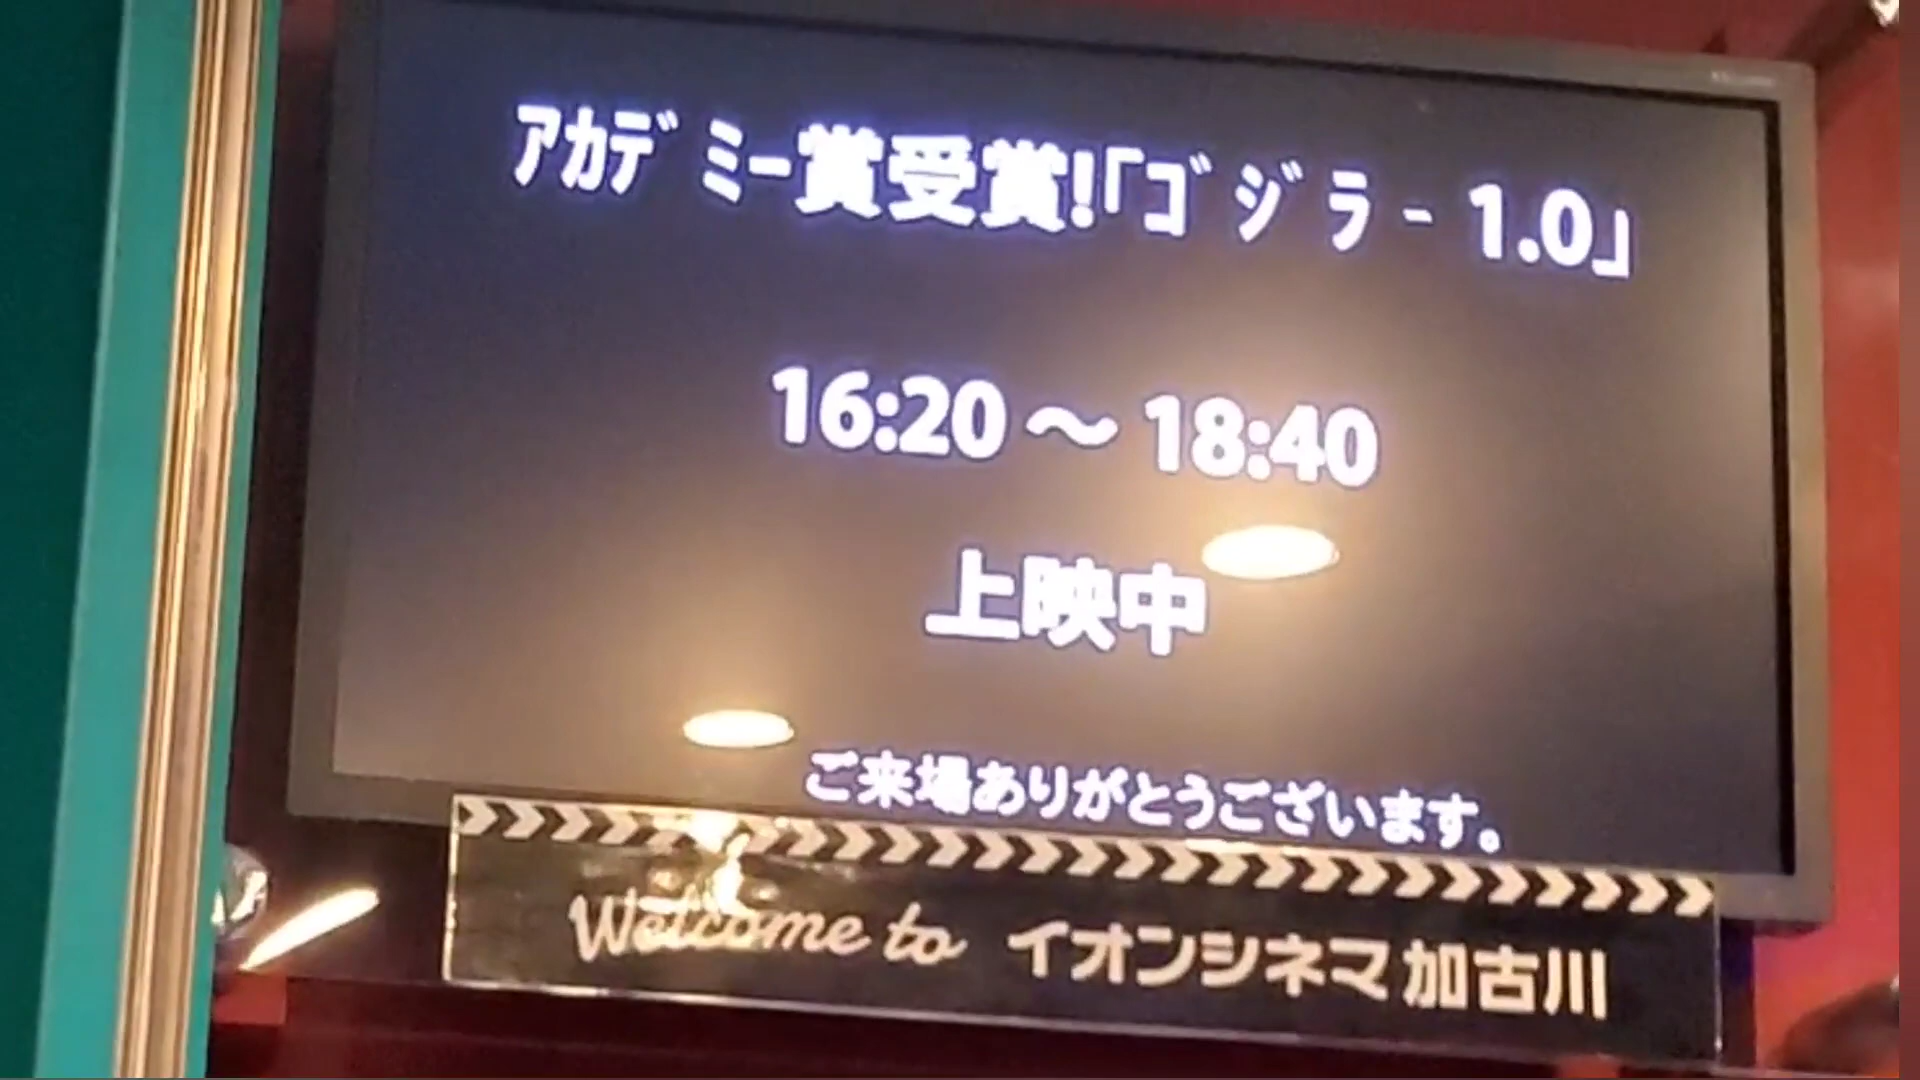 ｱｶﾃﾞﾐｰ賞受賞!｢ｺﾞｼﾞﾗ - 1.0｣
16:20～18:40
上映中
ご来場ありがとうございます。
Welcome to イオンシネマ加古川